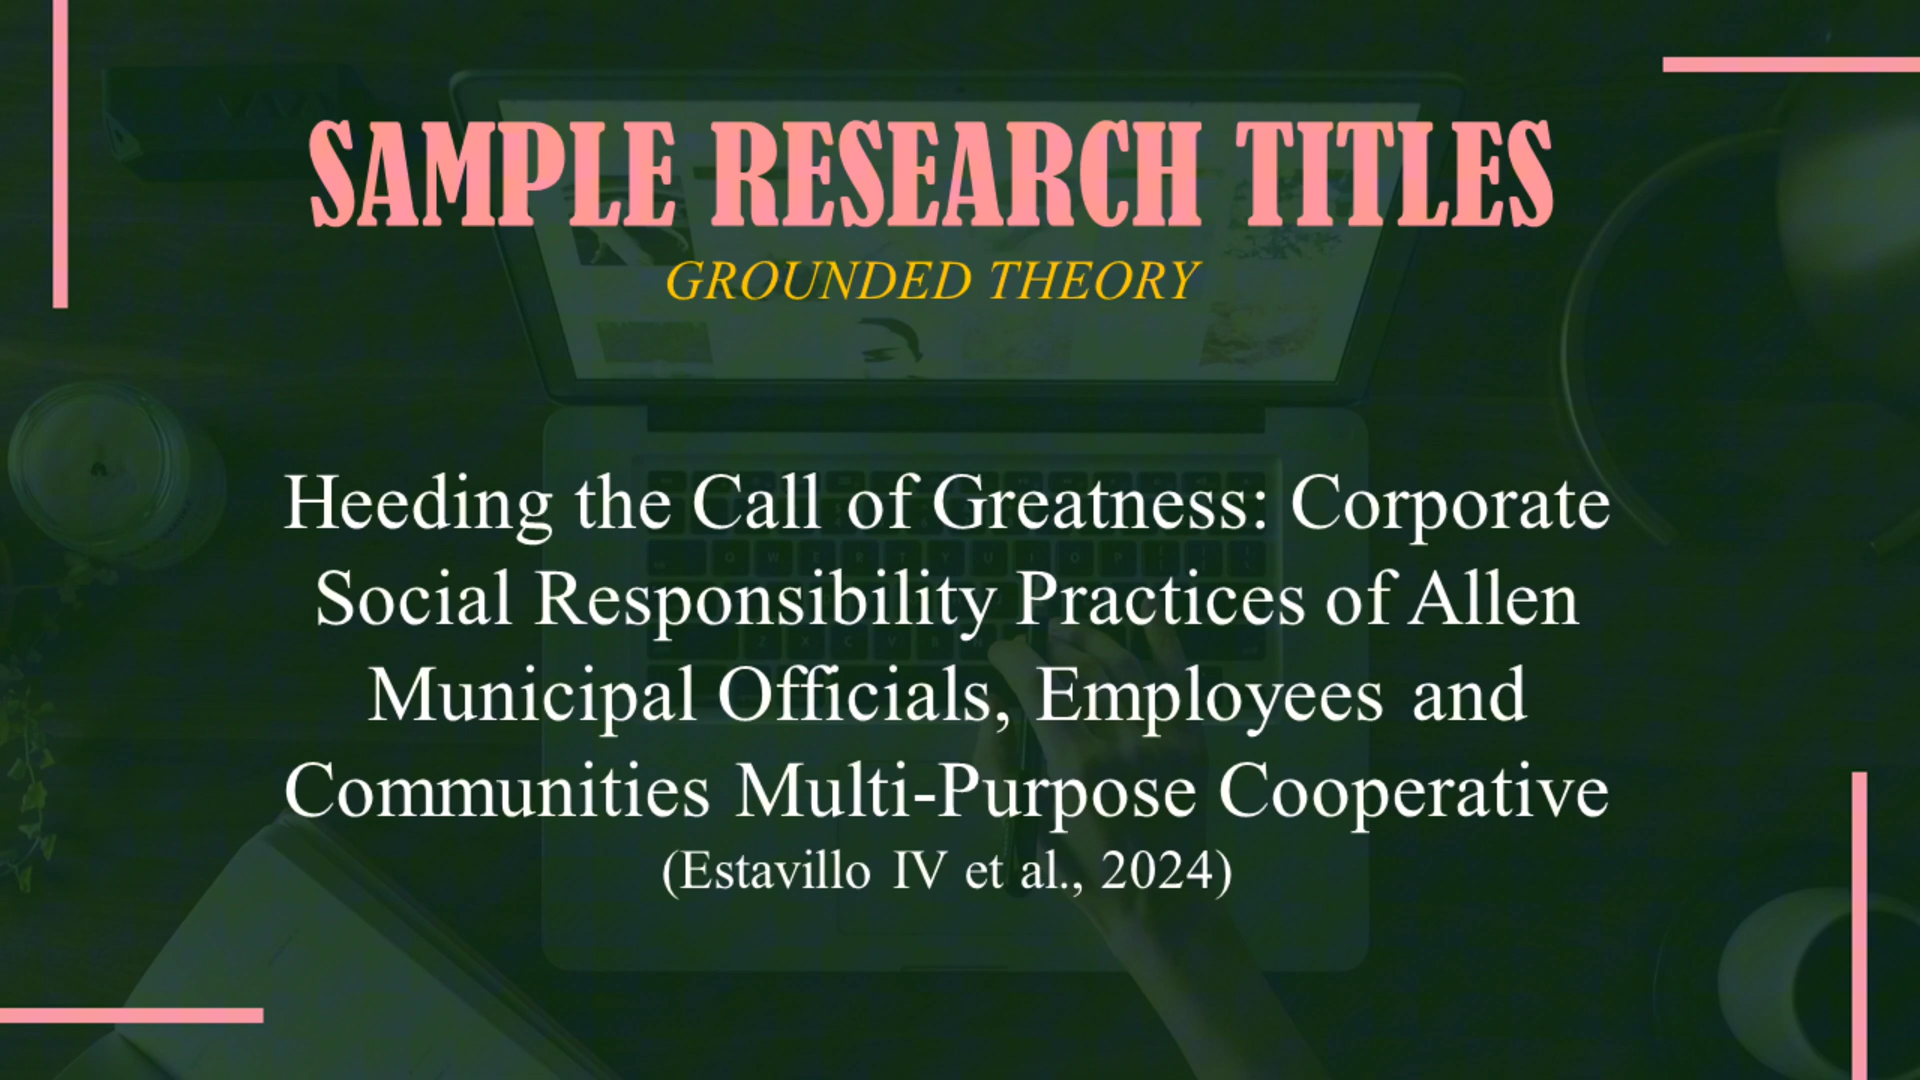 SAMPLE RESEARCH TITLES
GROUNDED THEORY
Heeding the Call of Greatness: Corporate
Social Responsibility Practices of Allen
Municipal Officials, Employees and
Communities Multi-Purpose Cooperative
(Estavillo IV et al., 2024)